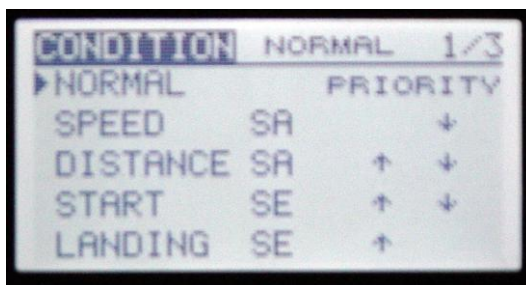 CONDITION NORMAL 1/3
▶NORMAL PRIORITY
SPEED SA ↓
DISTANCE SA ↑ ↓
START SE ↑ ↓
LANDING SE ↑